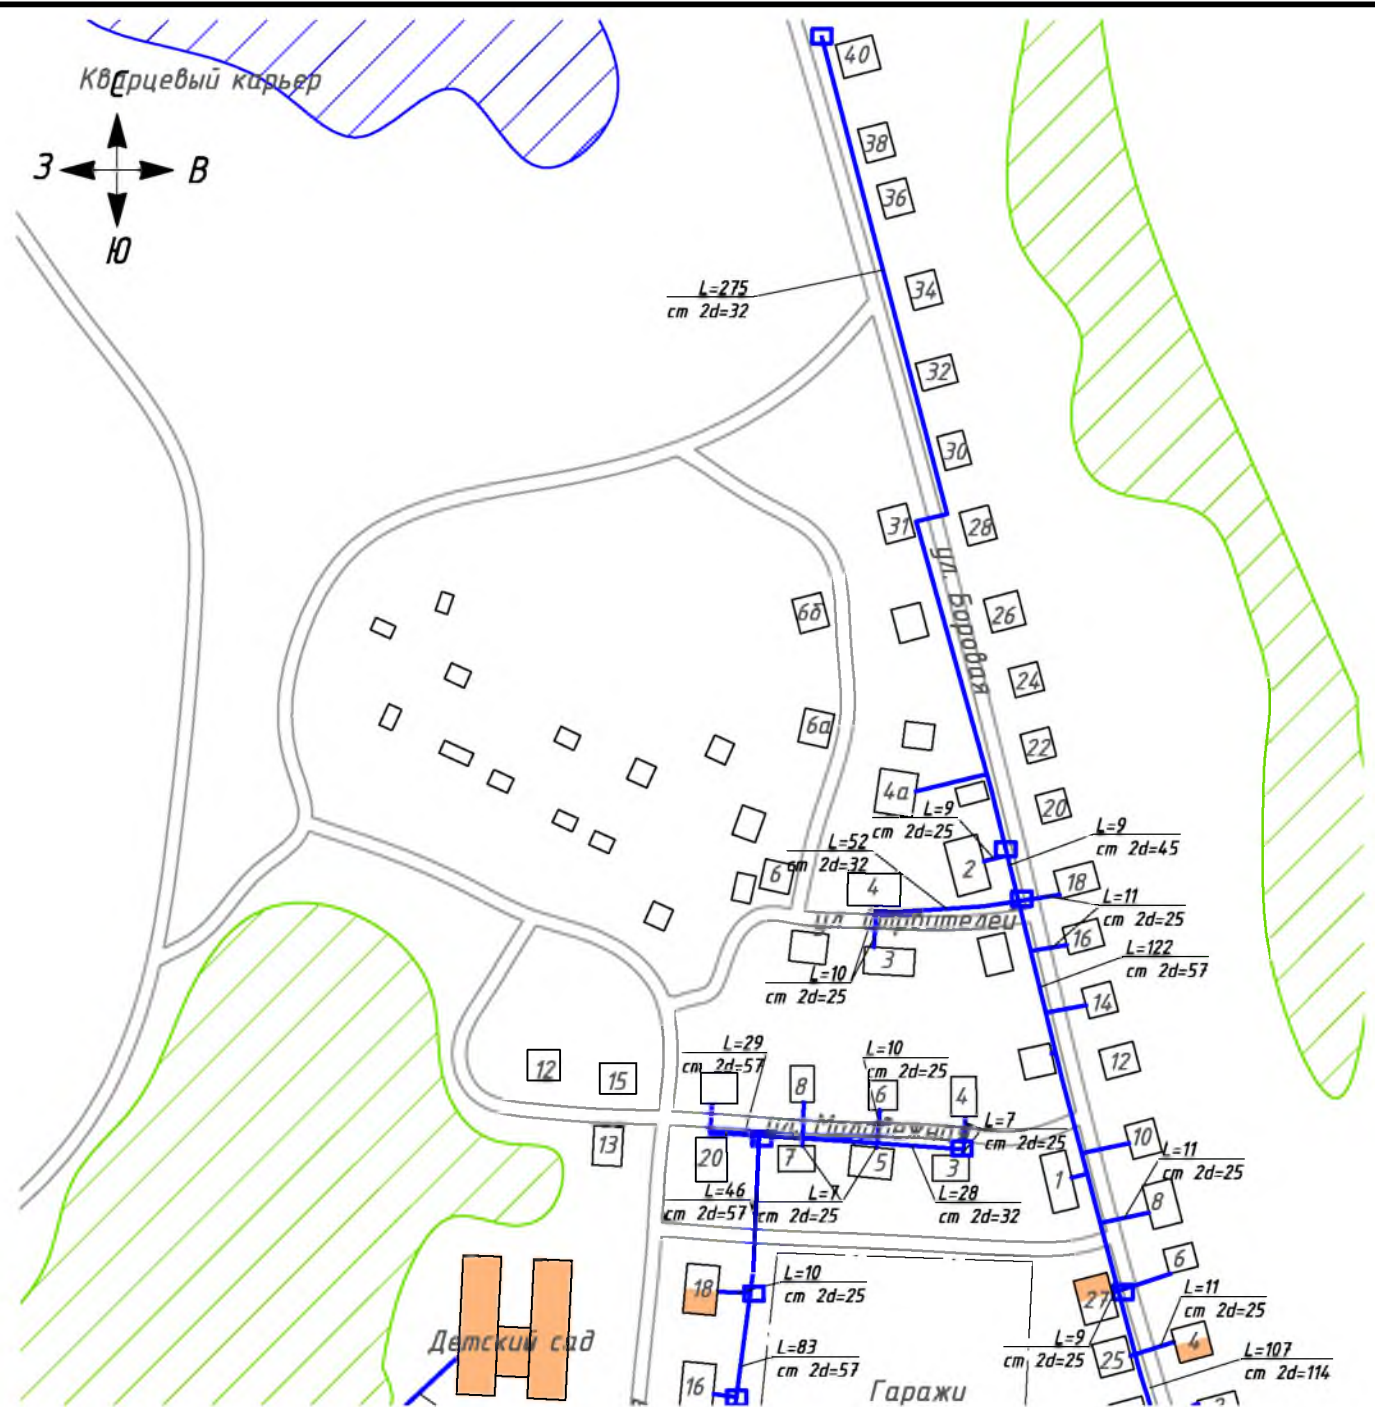 40
Кварцевый карьер
С
38
З
В
36
Ю
L=275
ст 2d=32
34
32
30
31
28
ул. Боровая
6б
26
24
6а
22
4а
20
L=9
ст 2d=25
L=9
ст 2d=45
L=52
ст 2d=32
2
6
4
18
L=11
ст 2d=25
ул.
16
3
L=122
ст 2d=57
L=10
ст 2d=25
14
L=29
ст 2d=57
L=10
ст 2d=25
12
12
15
8
6
4
ул.
L=7
ст 2d=25
10
13
20
7
5
3
1
L=11
ст 2d=25
L=46
ст 2d=57
L=7
ст 2d=25
L=28
ст 2d=32
8
6
18
L=10
ст 2d=25
27
L=11
ст 2d=25
Детский сад
L=83
ст 2d=57
L=9
ст 2d=25
25
4
L=107
ст 2d=114
16
Гаражи